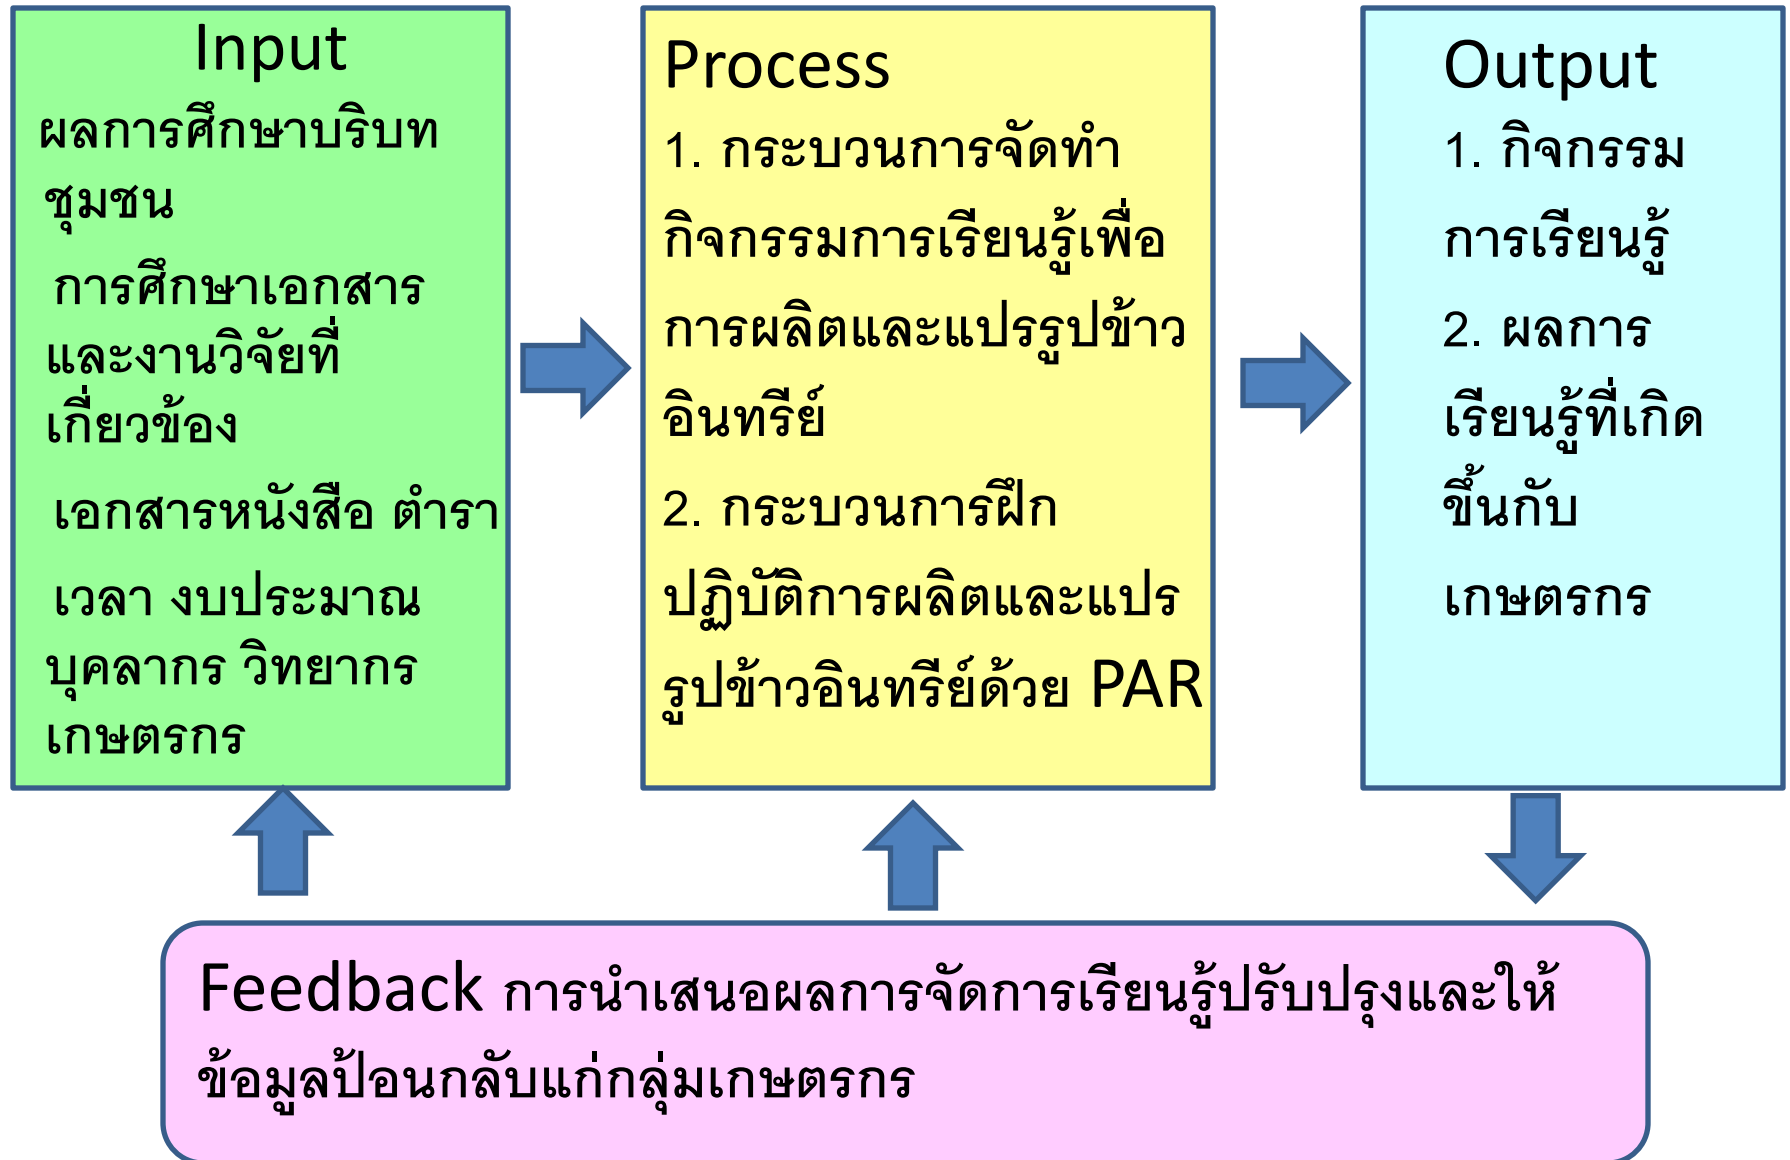 Input
ผลการศึกษาบริบท
ชุมชน
การศึกษาเอกสาร
และงานวิจัยที่
เกี่ยวข้อง
เอกสารหนังสือ ตำรา
เวลา งบประมาณ
บุคลากร วิทยากร
เกษตรกร
Process
1. กระบวนการจัดทำ
กิจกรรมการเรียนรู้เพื่อ
การผลิตและแปรรูปข้าว
อินทรีย์
2. กระบวนการฝึก
ปฏิบัติการผลิตและแปร
รูปข้าวอินทรีย์ด้วย PAR
Output
1. กิจกรรม
การเรียนรู้
2. ผลการ
เรียนรู้ที่เกิด
ขึ้นกับ
เกษตรกร
Feedback การนำเสนอผลการจัดการเรียนรู้ปรับปรุงและให้
ข้อมูลป้อนกลับแก่กลุ่มเกษตรกร